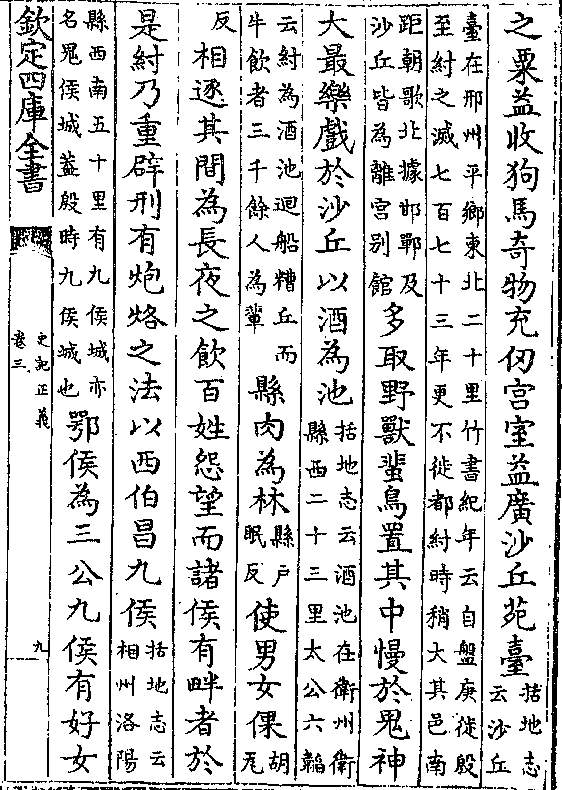 之粟益收狗馬奇物充仞宫室益廣沙丘苑臺括地志云沙丘
臺在邢州平鄉東北二十里竹書紀年云自盤庚徙殷
至紂之滅七百七十三年更不徙都紂時稍大其邑南
距朝歌北據邯鄲及沙丘皆為離宫别館多取野獸蜚鳥置其中慢於鬼神
大最樂戲於沙丘以酒為池括地志云酒池在衛州衛縣西二十三里太公六韜
云紂為酒池迴船糟丘而牛飲者三千餘人為輩縣肉為林縣户眠反使男女倮胡瓦
反相逐其間為長夜之飲百姓怨望而諸侯有畔者於
是紂乃重辟刑有炮烙之法以西伯昌九侯括地志云相州洛陽
縣西南五十里有九侯城亦名鬼侯城葢殷時九侯城也鄂侯為三公九侯有好女
欽定四庫全書
史記正義
卷三
九